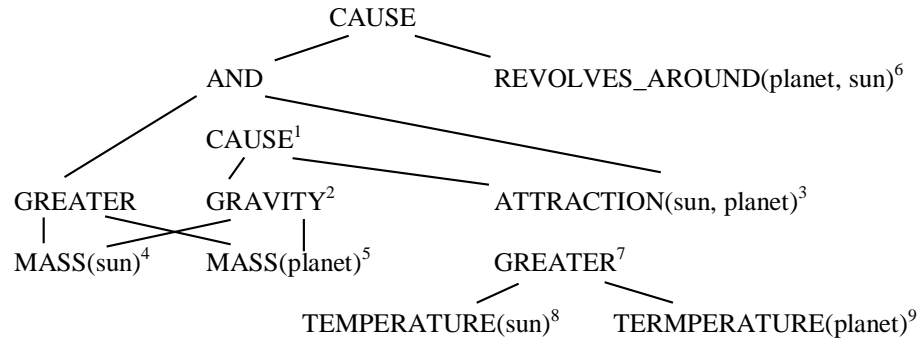 CAUSE
AND REVOLVES_AROUND(planet, sun)⁶
CAUSE¹
GREATER GRAVITY² ATTRACTION(sun, planet)³
MASS(sun)⁴ MASS(planet)⁵ GREATER⁷
TEMPERATURE(sun)⁸ TERMPERATURE(planet)⁹